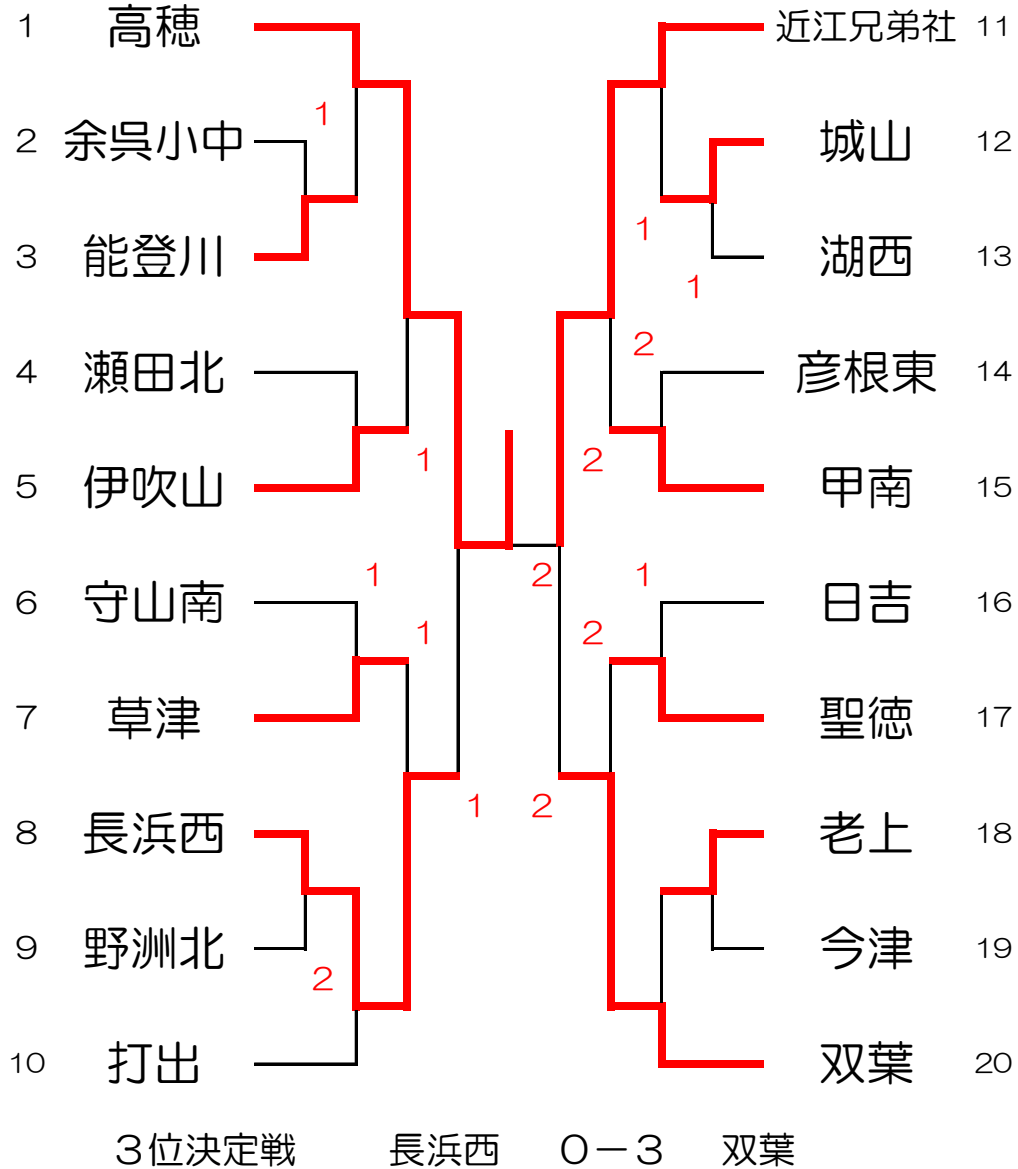 1 高穂 近江兄弟社 11
1
2 余呉小中 城山 12
1
3 能登川 湖西 13
1
2
4 瀬田北 彦根東 14
1 2
5 伊吹山 甲南 15
1 2 1
6 守山南 日吉 16
1 2
7 草津 聖徳 17
1 2
8 長浜西 老上 18
9 野洲北 今津 19
2
10 打出 双葉 20
3位決定戦 長浜西 0-3 双葉